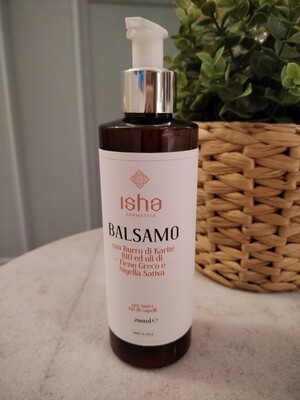 isha
COSMETICS
BALSAMO
con Burro di Karitè
BIO ed oli di
Fieno Greco e
Nigella Sativa
per tutti i
tipi di capelli
200ml ℮